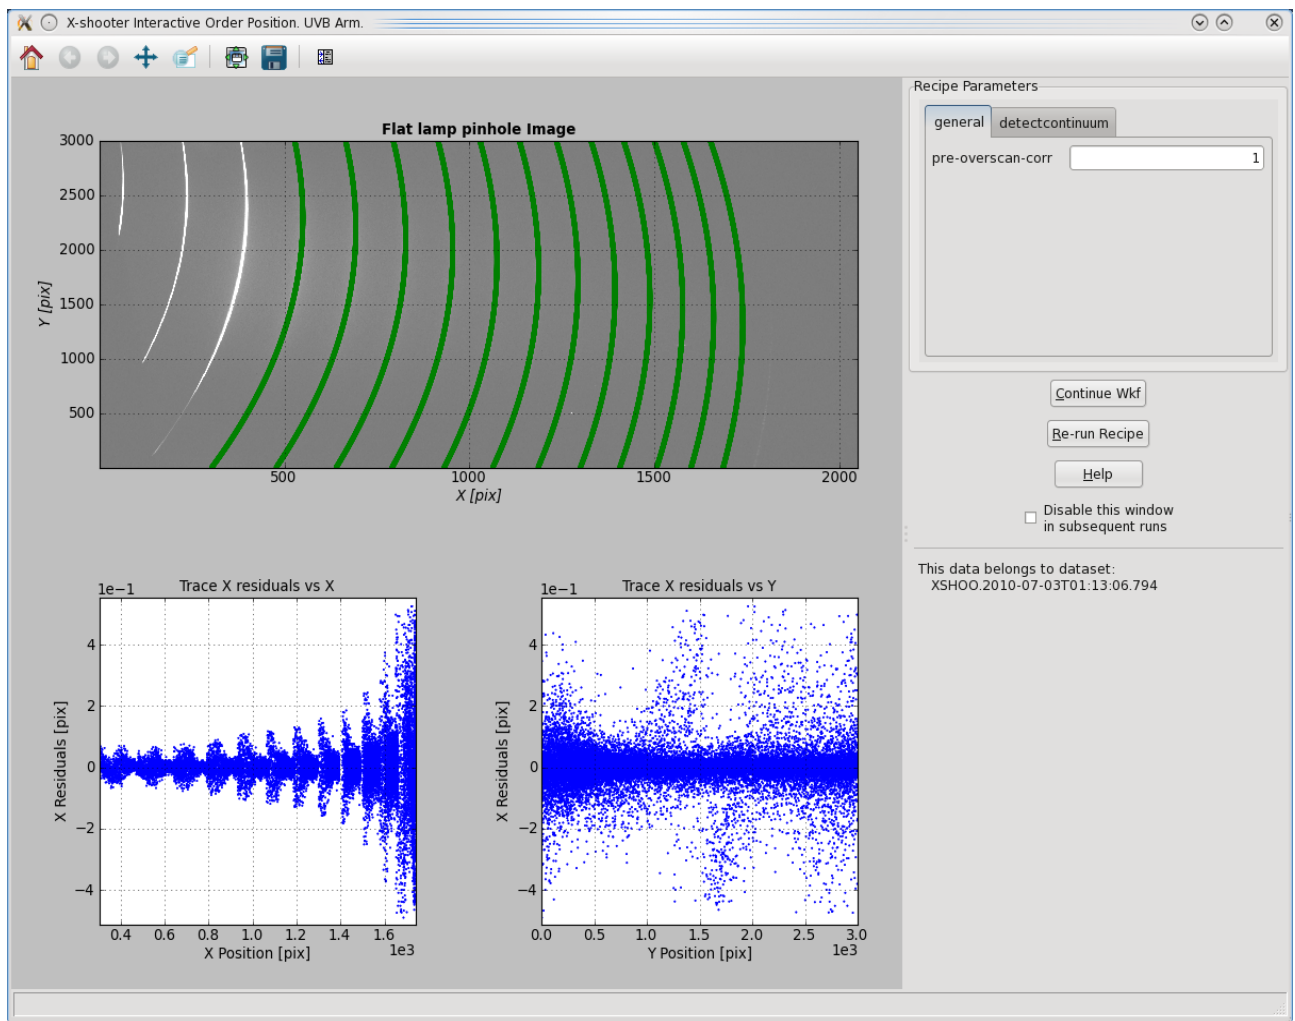 X-shooter Interactive Order Position. UVB Arm.
Flat lamp pinhole Image
3000
2500
2000
1500
1000
500
Y [pix]
500
1000
1500
2000
X [pix]
Trace X residuals vs X
1e−1
4
2
0
−2
−4
X Residuals [pix]
0.4
0.6
0.8
1.0
1.2
1.4
1.6
1e3
X Position [pix]
Trace X residuals vs Y
1e−1
4
2
0
−2
−4
X Residuals [pix]
0.0
0.5
1.0
1.5
2.0
2.5
3.0
1e3
Y Position [pix]
Recipe Parameters
general
detectcontinuum
pre-overscan-corr
1
Continue Wkf
Re-run Recipe
Help
Disable this window
in subsequent runs
This data belongs to dataset:
XSHOO.2010-07-03T01:13:06.794